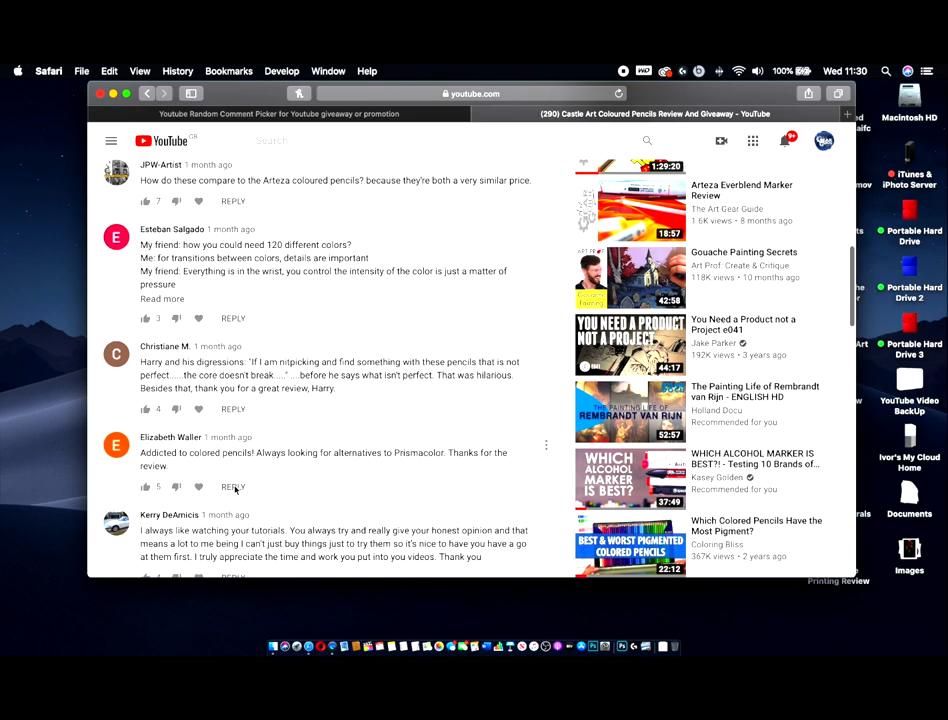 Safari File Edit View History Bookmarks Develop Window Help
100% Wed 11:30
youtube.com
Youtube Random Comment Picker for Youtube giveaway or promotion
(290) Castle Art Coloured Pencils Review And Giveaway - YouTube
YouTube GB
Search
9+
JPW-Artist 1 month ago
How do these compare to the Arteza coloured pencils? because they're both a very similar price.
7 REPLY
Esteban Salgado 1 month ago
My friend: how you could need 120 different colors?
Me: for transitions between colors, details are important
My friend: Everything is in the wrist, you control the intensity of the color is just a matter of
pressure
Read more
3 REPLY
Christiane M. 1 month ago
Harry and his digressions: "If I am nitpicking and find something with these pencils that is not
perfect......the core doesn't break....." ....before he says what isn't perfect. That was hilarious.
Besides that, thank you for a great review, Harry.
4 REPLY
Elizabeth Waller 1 month ago
Addicted to colored pencils! Always looking for alternatives to Prismacolor. Thanks for the
review.
5 REPLY
Kerry DeAmicis 1 month ago
I always like watching your tutorials. You always try and really give your honest opinion and that
means a lot to me being I can't just buy things just to try them so it's nice to have you have a go
at them first. I truly appreciate the time and work you put into you videos. Thank you
4 REPLY
1:29:20
Arteza Everblend Marker
Review
The Art Gear Guide
1.6K views • 8 months ago
18:57
Gouache Painting Secrets
Art Prof: Create & Critique
118K views • 10 months ago
ART PROF
Gouache
Painting
42:58
YOU NEED A PRODUCT
NOT A PROJECT
44:17
You Need a Product not a
Project e041
Jake Parker
192K views • 3 years ago
THE PAINTING LIFE OF
REMBRANDT VAN RIJN
52:57
The Painting Life of Rembrandt
van Rijn - ENGLISH HD
Holland Docu
Recommended for you
WHICH
ALCOHOL
MARKER
IS BEST?
37:49
WHICH ALCOHOL MARKER IS
BEST?! - Testing 10 Brands of...
Kasey Golden
Recommended for you
BEST & WORST PIGMENTED
COLORED PENCILS
22:12
Which Colored Pencils Have the
Most Pigment?
Coloring Bliss
367K views • 2 years ago
Macintosh HD
iTunes &
iPhoto Server
Portable Hard
Drive
Portable Hard
Drive 2
Portable Hard
Drive 3
YouTube Video
BackUp
Ivor's My Cloud
Home
Documents
Images
Printing Review